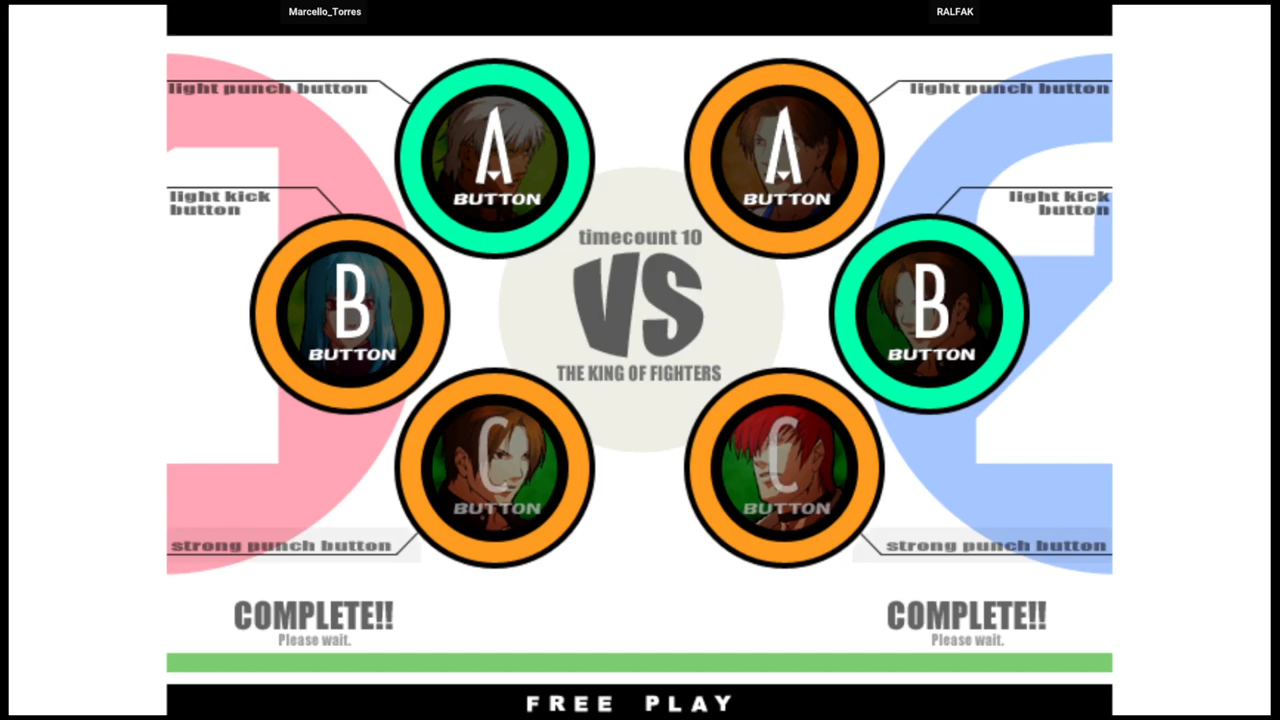 Marcello_Torres
RALFAK
light punch button
light punch button
A
BUTTON
A
BUTTON
light kick
button
light kick
button
B
BUTTON
B
BUTTON
timecount 10
VS
THE KING OF FIGHTERS
C
BUTTON
C
BUTTON
strong punch button
strong punch button
COMPLETE!!
Please wait.
COMPLETE!!
Please wait.
FREE PLAY
1
2